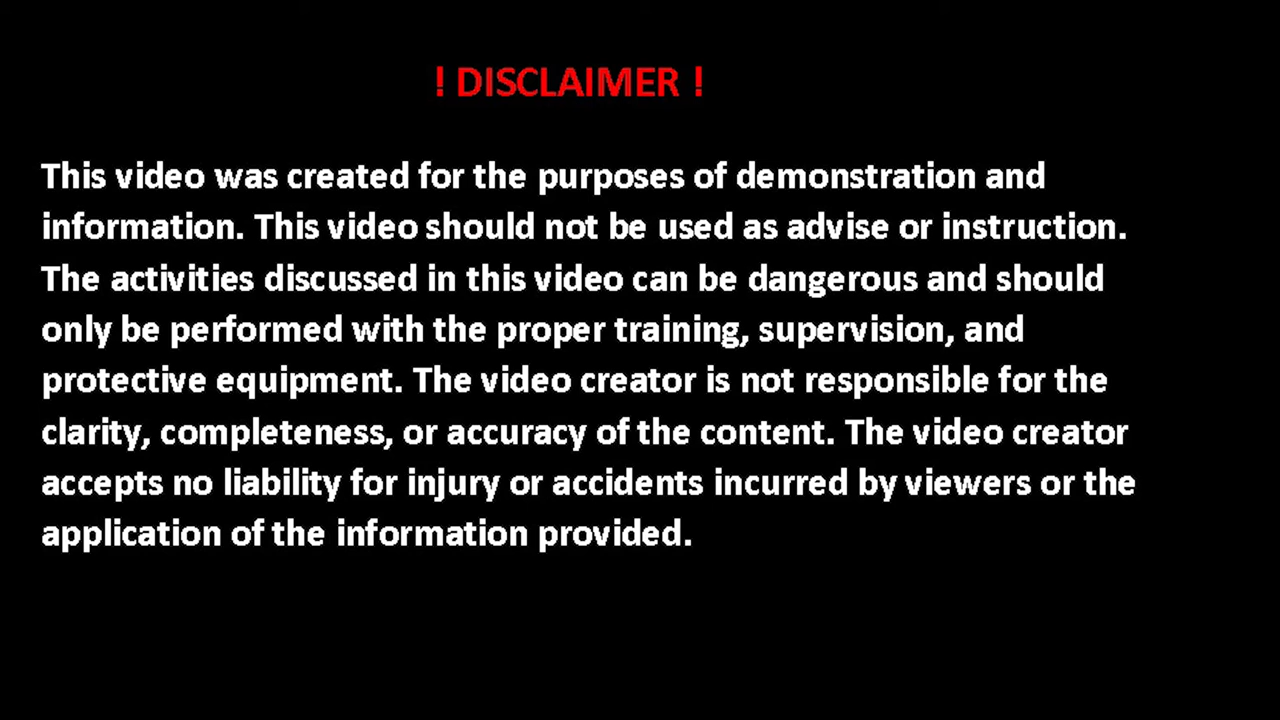 ! DISCLAIMER !
This video was created for the purposes of demonstration and
information. This video should not be used as advise or instruction.
The activities discussed in this video can be dangerous and should
only be performed with the proper training, supervision, and
protective equipment. The video creator is not responsible for the
clarity, completeness, or accuracy of the content. The video creator
accepts no liability for injury or accidents incurred by viewers or the
application of the information provided.